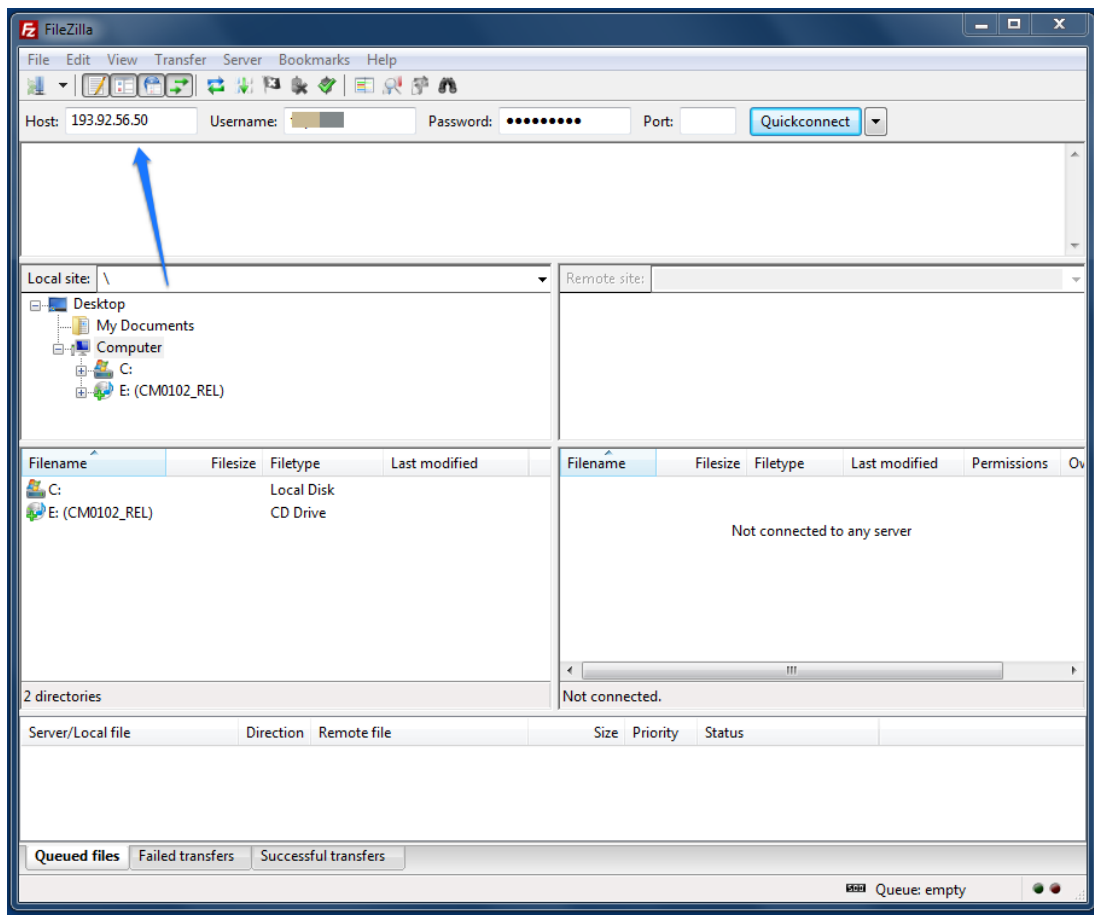 FileZilla
File Edit View Transfer Server Bookmarks Help
Host: 193.92.56.50 Username: Password: ●●●●●●●●● Port: Quickconnect
Local site: \ Remote site:
Desktop
My Documents
Computer
C:
E: (CM0102_REL)
Filename Filesize Filetype Last modified Filename Filesize Filetype Last modified Permissions Ow
C: Local Disk
E: (CM0102_REL) CD Drive
Not connected to any server
2 directories Not connected.
Server/Local file Direction Remote file Size Priority Status
Queued files Failed transfers Successful transfers
Queue: empty